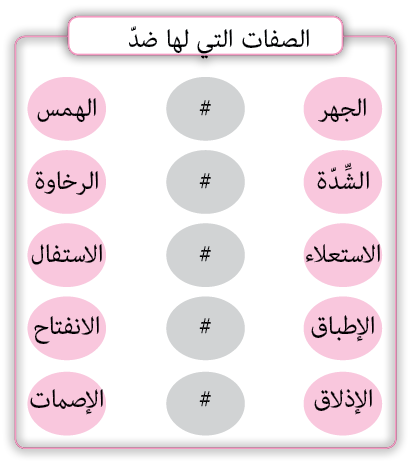 الصفات التي لها ضدّ
الجهر # الهمس
الشِّدّة # الرخاوة
الاستعلاء # الاستفال
الإطباق # الانفتاح
الإذلاق # الإصمات